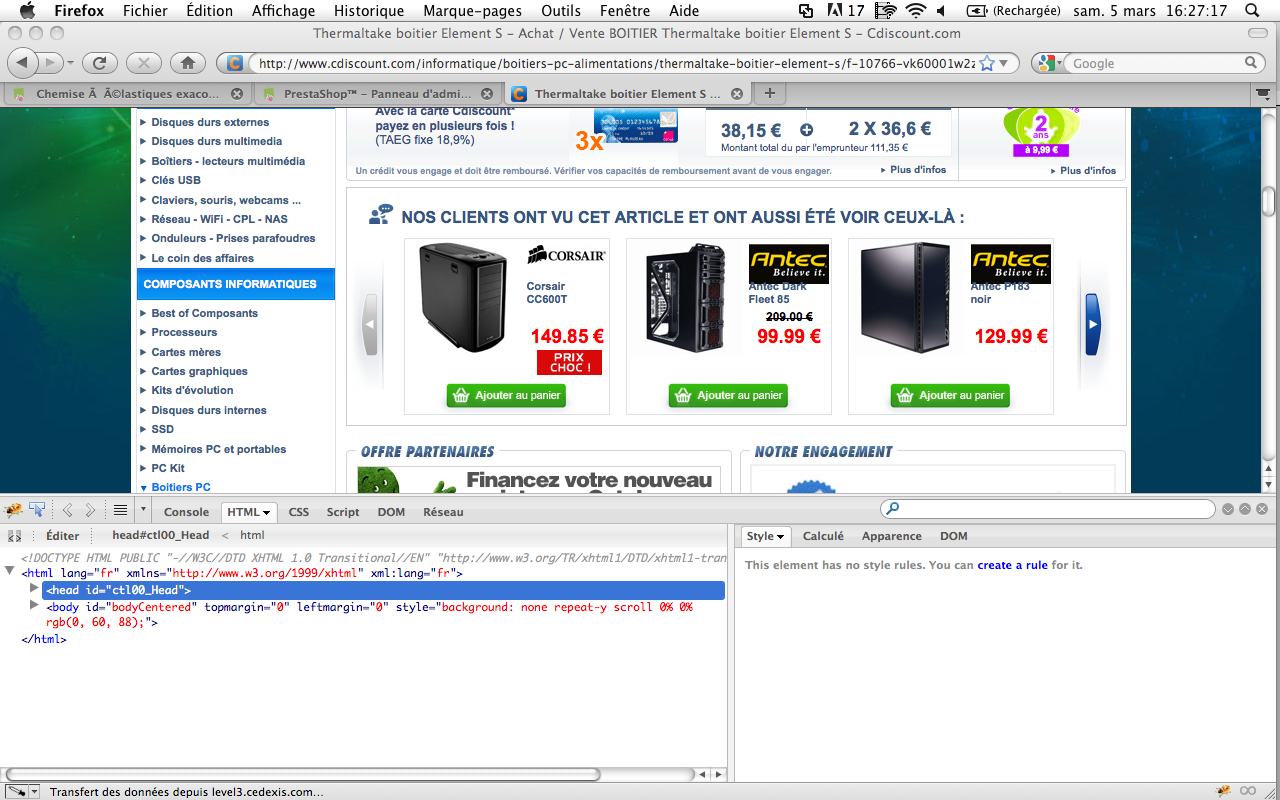 Firefox Fichier Édition Affichage Historique Marque-pages Outils Fenêtre Aide 17 (Rechargée) sam. 5 mars 16:27:17
Thermaltake boitier Element S – Achat / Vente BOITIER Thermaltake boitier Element S – Cdiscount.com
http://www.cdiscount.com/informatique/boitiers-pc-alimentations/thermaltake-boitier-element-s/f-10766-vk60001w2z Google
Chemise Ã Ã©lastiques exaco... PrestaShop™ – Panneau d'admi... Thermaltake boitier Element S ...
Disques durs externes
Disques durs multimedia
Boîtiers - lecteurs multimédia
Clés USB
Claviers, souris, webcams ...
Réseau - WiFi - CPL - NAS
Onduleurs - Prises parafoudres
Le coin des affaires
COMPOSANTS INFORMATIQUES
Best of Composants
Processeurs
Cartes mères
Cartes graphiques
Kits d'évolution
Disques durs internes
SSD
Mémoires PC et portables
PC Kit
Boitiers PC
Avec la carte Cdiscount*
payez en plusieurs fois !
(TAEG fixe 18,9%)
3x
38,15 € 2 X 36,6 €
Montant total du par l'emprunteur 111,35 €
Un crédit vous engage et doit être remboursé. Vérifier vos capacités de remboursement avant de vous engager.
Plus d'infos
2
ans
à 9,99 €
Plus d'infos
NOS CLIENTS ONT VU CET ARTICLE ET ONT AUSSI ÉTÉ VOIR CEUX-LÀ :
CORSAIR
Corsair
CC600T
149.85 €
PRIX
CHOC !
Ajouter au panier
Antec
Believe it.
Antec Dark
Fleet 85
209.00 €
99.99 €
Ajouter au panier
Antec
Believe it.
Antec P183
noir
129.99 €
Ajouter au panier
OFFRE PARTENAIRES
Financez votre nouveau
NOTRE ENGAGEMENT
Console HTML CSS Script DOM Réseau
Éditer head#ctl00_Head < html
<!DOCTYPE HTML PUBLIC "-//W3C//DTD XHTML 1.0 Transitional//EN" "http://www.w3.org/TR/xhtml1/DTD/xhtml1-tran
<html lang="fr" xmlns="http://www.w3.org/1999/xhtml" xml:lang="fr">
<head id="ctl00_Head">
<body id="bodyCentered" topmargin="0" leftmargin="0" style="background: none repeat-y scroll 0% 0%
rgb(0, 60, 88);">
</html>
Style Calculé Apparence DOM
This element has no style rules. You can create a rule for it.
Transfert des données depuis level3.cedexis.com...